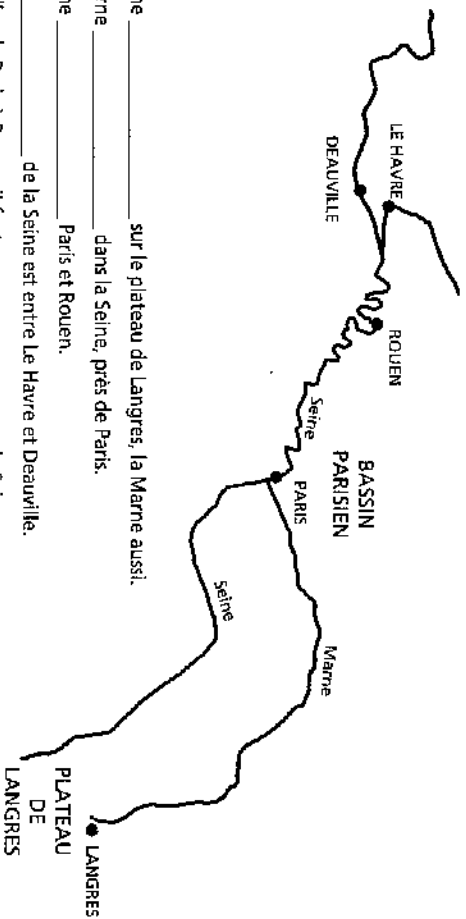 LE HAVRE
DEAUVILLE
ROUEN
Seine
BASSIN
PARISIEN
PARIS
Marne
Seine
PLATEAU
DE
LANGRES
LANGRES
sur le plateau de Langres, la Marne aussi.
dans la Seine, près de Paris.
Paris et Rouen.
de la Seine est entre Le Havre et Deauville.